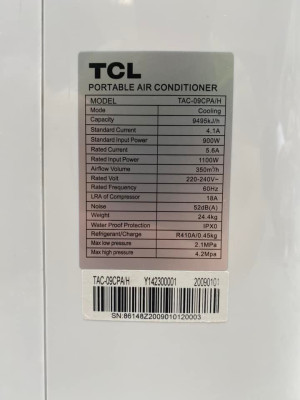 TCL
PORTABLE AIR CONDITIONER
MODEL TAC-09CPA/H
Mode Cooling
Capacity 9495kJ/h
Standard Current 4.1A
Standard Input Power 900W
Rated Current 5.6A
Rated Input Power 1100W
Airflow Volume 350m³/h
Rated Volt 220-240V~
Rated Frequency 60Hz
LRA of Compressor 18A
Noise 52dB(A)
Weight 24.4kg
Water Proof Protection IPX0
Refrigerant/Charge R410A/0.45kg
Max low pressure 2.1MPa
Max high pressure 4.2Mpa
TAC-09CPA/H Y142300001 20090101
SN:86148Z2009010120003